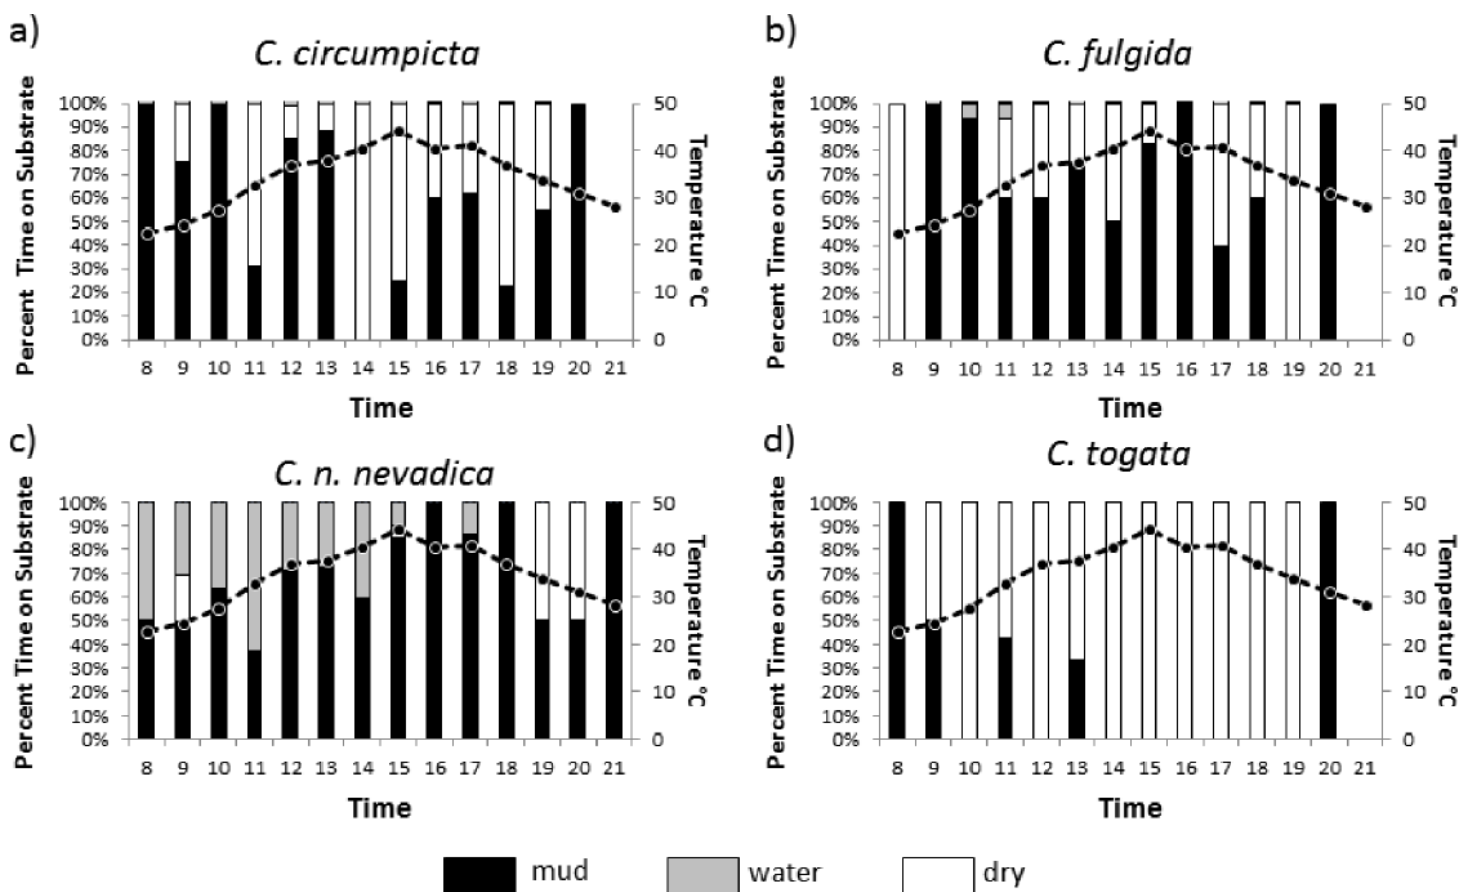 a)
C. circumpicta
Percent Time on Substrate
100%
90%
80%
70%
60%
50%
40%
30%
20%
10%
0%
50
40
30
20
10
0
Temperature °C
8 9 10 11 12 13 14 15 16 17 18 19 20 21
Time
b)
C. fulgida
Percent Time on Substrate
100%
90%
80%
70%
60%
50%
40%
30%
20%
10%
0%
50
40
30
20
10
0
Temperature °C
8 9 10 11 12 13 14 15 16 17 18 19 20 21
Time
c)
C. n. nevadica
Percent Time on Substrate
100%
90%
80%
70%
60%
50%
40%
30%
20%
10%
0%
50
40
30
20
10
0
Temperature °C
8 9 10 11 12 13 14 15 16 17 18 19 20 21
Time
d)
C. togata
Percent Time on Substrate
100%
90%
80%
70%
60%
50%
40%
30%
20%
10%
0%
50
40
30
20
10
0
Temperature °C
8 9 10 11 12 13 14 15 16 17 18 19 20 21
Time
mud water dry